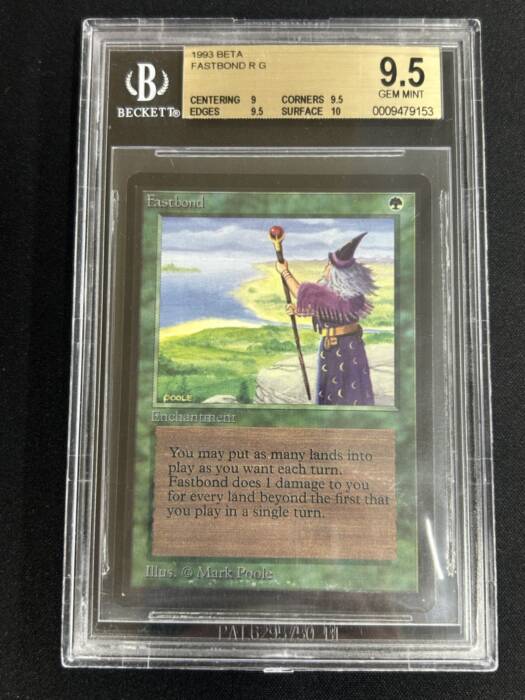 1993 BETA
FASTBOND R G
CENTERING 9 CORNERS 9.5
EDGES 9.5 SURFACE 10
9.5
GEM MINT
0009479153
B
BECKETT®
Fastbond
POOLE
Enchantment
You may put as many lands into
play as you want each turn.
Fastbond does 1 damage to you
for every land beyond the first that
you play in a single turn.
Illus. © Mark Poole